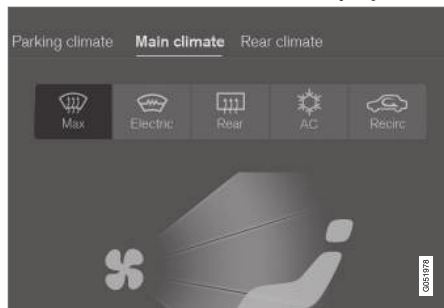 Parking climate Main climate Rear climate
Max Electric Rear AC Recirc
G051978